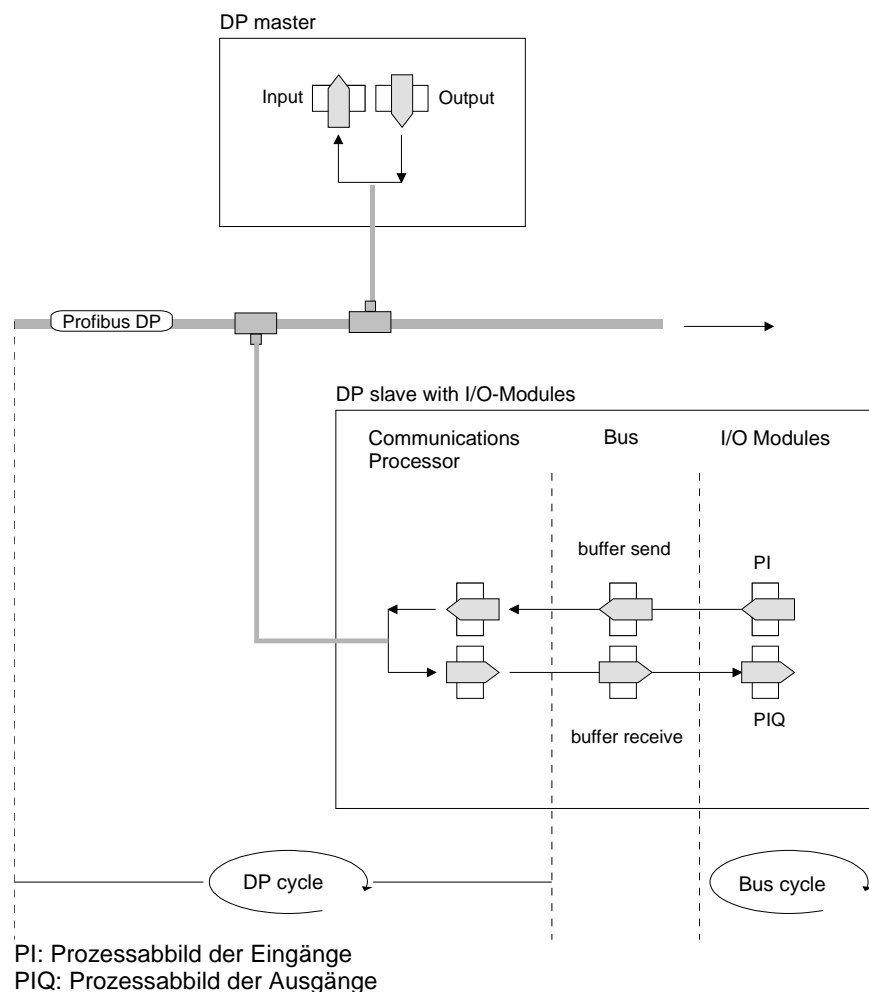 DP master
Input
Output
Profibus DP
DP slave with I/O-Modules
Communications
Processor
Bus
I/O Modules
buffer send
PI
buffer receive
PIQ
DP cycle
Bus cycle
PI: Prozessabbild der Eingänge
PIQ: Prozessabbild der Ausgänge